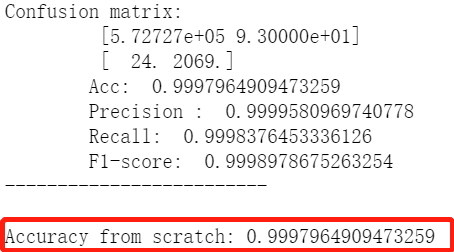 Confusion matrix:
[5.72727e+05 9.30000e+01]
[  24. 2069.]
Acc:  0.9997964909473259
Precision :  0.9999580969740778
Recall:  0.9998376453336126
F1-score:  0.9998978675263254
-------------------------
Accuracy from scratch: 0.9997964909473259